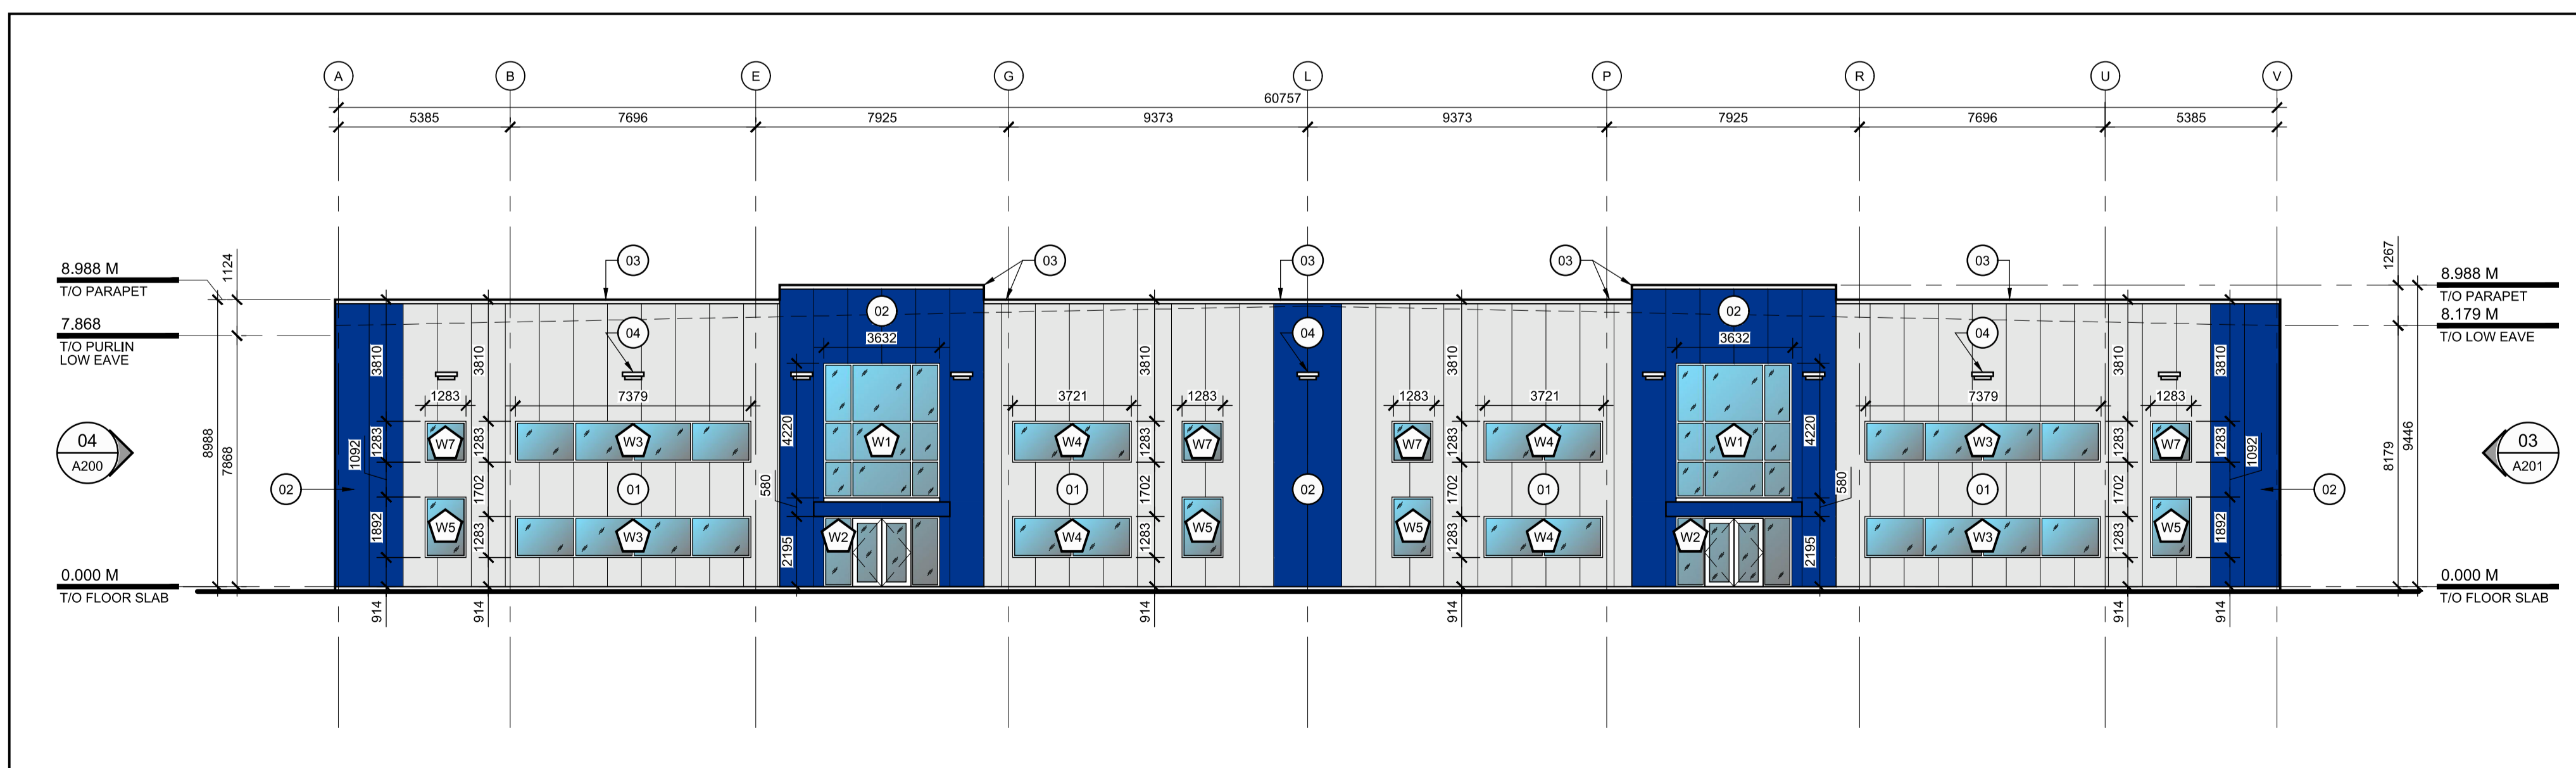 A B E G L P R U V
60757
5385 7696 7925 9373 9373 7925 7696 5385
03 03 03 03 03
8.988 M
T/O PARAPET
1124
1267
8.988 M
T/O PARAPET
7.868
T/O PURLIN
LOW EAVE
8.179 M
T/O LOW EAVE
02 02
04 04 04
3632 3632
3810 3810 3810 3810 3810 3810
1283 7379 3721 1283 1283 3721 7379 1283
04
A200
03
A201
8988 7868
8179 9446
1092 1283 1283 4220 1283 1283 4220 1283 1283 1092
W7 W3 W1 W4 W7 W7 W4 W1 W3 W7
02 01 01 02 01 01 02
1702 580 1702 1702 580 1702
W5 W3 W2 W4 W5 W5 W4 W2 W3 W5
1892 1283 2195 1283 1283 2195 1283 1892
0.000 M
T/O FLOOR SLAB
0.000 M
T/O FLOOR SLAB
914 914 914 914 914 914